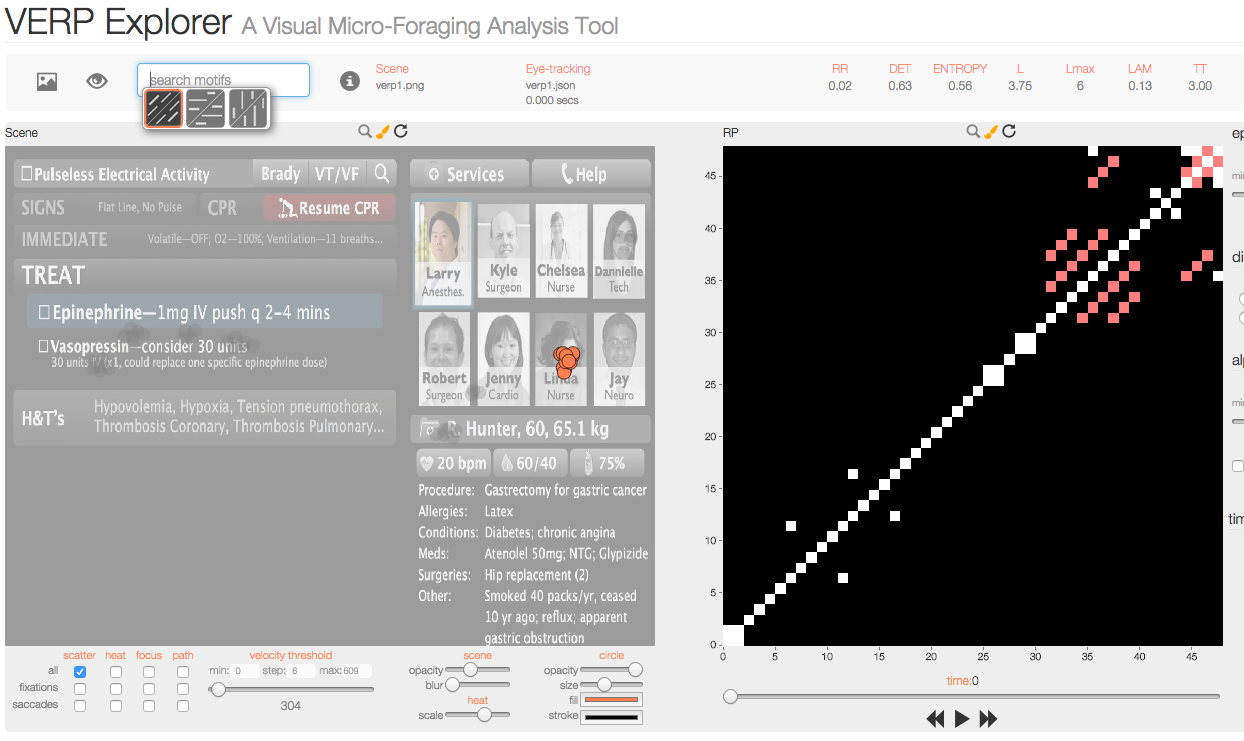 VERP Explorer A Visual Micro-Foraging Analysis Tool
search motifs
Scene
verp1.png
Eye-tracking
verp1.json
0.000 secs
RR DET ENTROPY L Lmax LAM TT
0.02 0.63 0.56 3.75 6 0.13 3.00
Scene
Pulseless Electrical Activity Brady VT/VF
SIGNS Flat Line, No Pulse CPR Resume CPR
IMMEDIATE Volatile—OFF; O2—100%; Ventilation—11 breaths...
TREAT
Epinephrine—1mg IV push q 2-4 mins
Vasopressin—consider 30 units
30 units IV (x1, could replace one specific epinephrine dose)
H&T's Hypovolemia, Hypoxia, Tension pneumothorax,
Thrombosis Coronary, Thrombosis Pulmonary...
Services Help
Larry Kyle Chelsea Dannielle
Anesthes. Surgeon Nurse Tech
Robert Jenny Linda Jay
Surgeon Cardio Nurse Neuro
R. Hunter, 60, 65.1 kg
20 bpm 60/40 75%
Procedure: Gastrectomy for gastric cancer
Allergies: Latex
Conditions: Diabetes; chronic angina
Meds: Atenolel 50mg; NTG; Glypizide
Surgeries: Hip replacement (2)
Other: Smoked 40 packs/yr, ceased
10 yr ago; reflux; apparent
gastric obstruction
scatter heat focus path
all
fixations
saccades
velocity threshold
min: 0 step: 6 max: 609
304
scene
opacity
blur
heat
scale
circle
opacity
size
fill
stroke
RP
45
40
35
30
25
20
15
10
5
0
0 5 10 15 20 25 30 35 40 45
time:0
ep
min
di
alp
min
tim